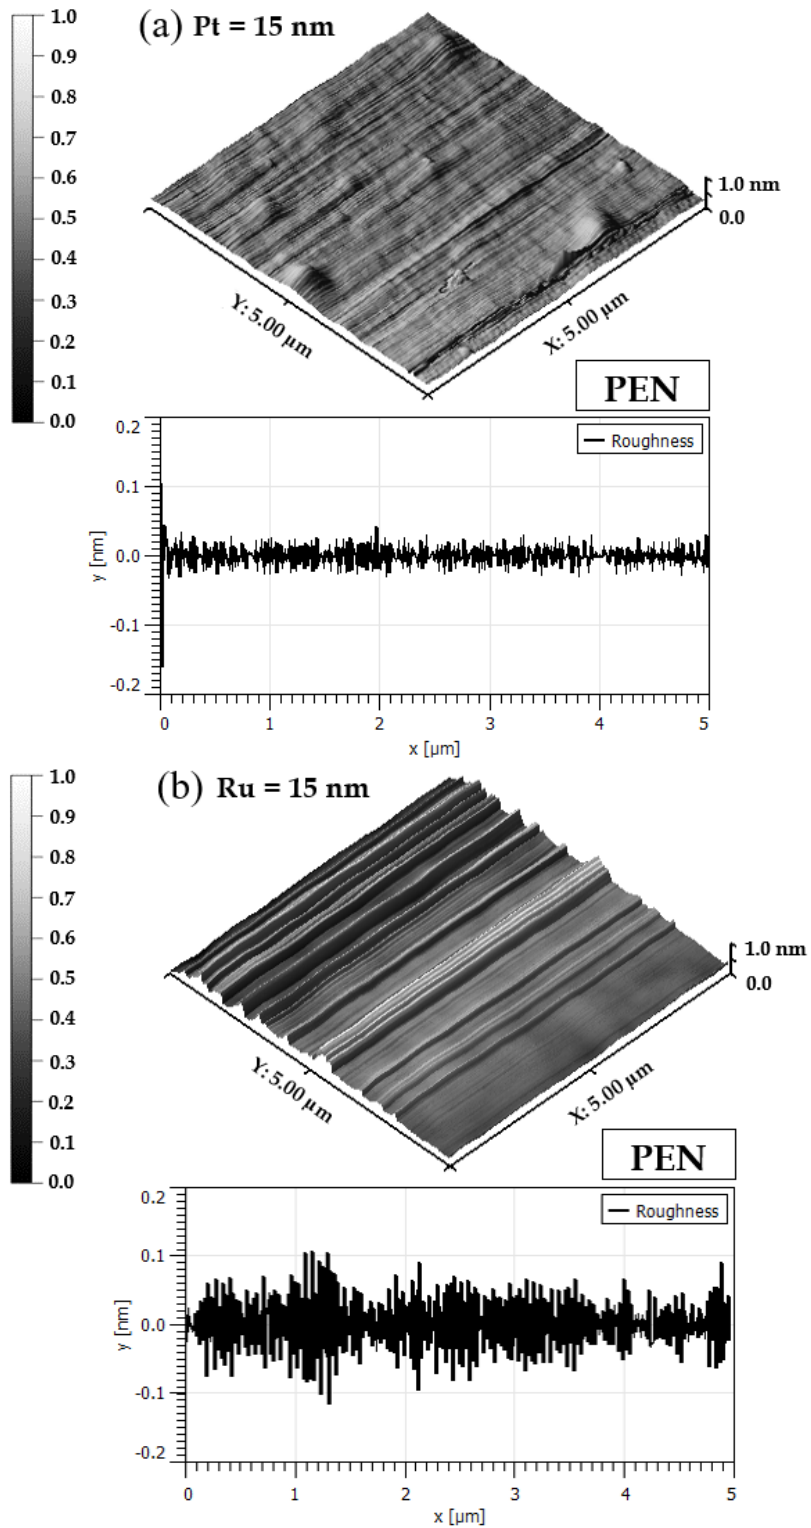 (a) Pt = 15 nm
1.0
0.9
0.8
0.7
0.6
0.5
0.4
0.3
0.2
0.1
0.0
1.0 nm
0.0
Y: 5.00 µm
X: 5.00 µm
PEN
Roughness
0.2
0.1
0.0
-0.1
-0.2
y [nm]
0 1 2 3 4 5
x [µm]
(b) Ru = 15 nm
1.0
0.9
0.8
0.7
0.6
0.5
0.4
0.3
0.2
0.1
0.0
1.0 nm
0.0
Y: 5.00 µm
X: 5.00 µm
PEN
Roughness
0.2
0.1
0.0
-0.1
-0.2
y [nm]
0 1 2 3 4 5
x [µm]